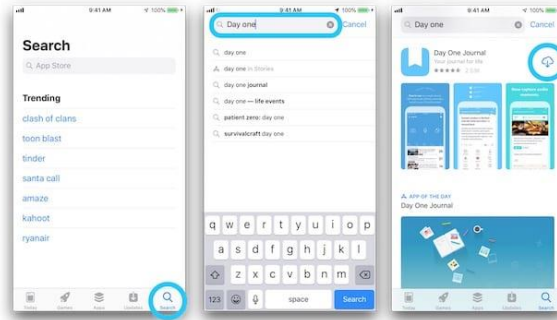 9:41 AM
100%
Search
App Store
Trending
clash of clans
toon blast
tinder
santa call
amaze
kahoot
ryanair
Today
Games
Apps
Updates
Search
9:41 AM
100%
Day one
Cancel
day one
day one in Stories
day one journal
day one — life events
patient zero: day one
survivalcraft day one
q w e r t y u i o p
a s d f g h j k l
z x c v b n m
123
space
Search
9:41 AM
100%
Day one
Cancel
Day One Journal
Your journal for life
APP OF THE DAY
Day One Journal
Today
Games
Apps
Updates
Search